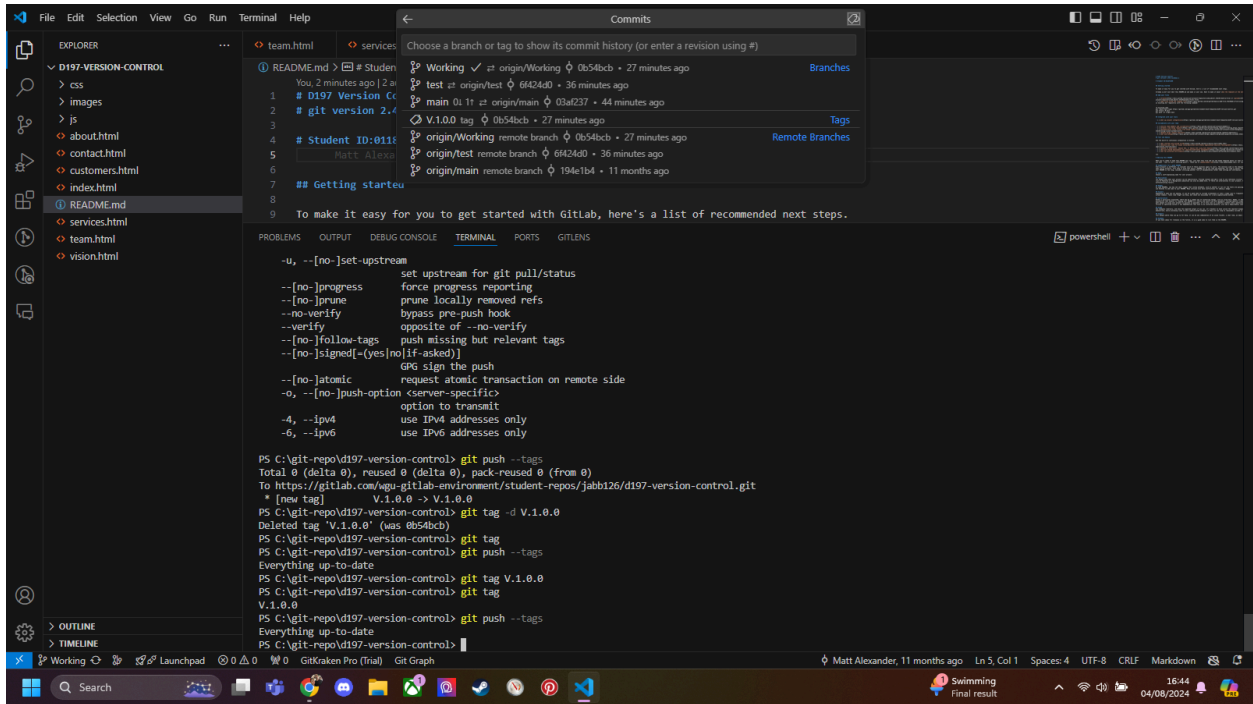 File Edit Selection View Go Run Terminal Help
Commits
Choose a branch or tag to show its commit history (or enter a revision using #)
Working ✓ ⇄ origin/Working 0b54bcb • 27 minutes ago Branches
test ⇄ origin/test 6f424d0 • 36 minutes ago
main 0↓ 1↑ ⇄ origin/main 03af237 • 44 minutes ago
V.1.0.0 tag 0b54bcb • 27 minutes ago Tags
origin/Working remote branch 0b54bcb • 27 minutes ago Remote Branches
origin/test remote branch 6f424d0 • 36 minutes ago
origin/main remote branch 194e1b4 • 11 months ago
EXPLORER
D197-VERSION-CONTROL
css
images
js
about.html
contact.html
customers.html
index.html
README.md
services.html
team.html
vision.html
OUTLINE
TIMELINE
team.html services
README.md > # Studen
You, 2 minutes ago | 2 a
1 # D197 Version Co
2 # git version 2.4
3
4 # Student ID:0118
5 Matt Alexa
6
7 ## Getting started
8
9 To make it easy for you to get started with GitLab, here's a list of recommended next steps.
PROBLEMS OUTPUT DEBUG CONSOLE TERMINAL PORTS GITLENS
powershell
-u, --[no-]set-upstream
set upstream for git pull/status
--[no-]progress force progress reporting
--[no-]prune prune locally removed refs
--no-verify bypass pre-push hook
--verify opposite of --no-verify
--[no-]follow-tags push missing but relevant tags
--[no-]signed[=(yes|no|if-asked)]
GPG sign the push
--[no-]atomic request atomic transaction on remote side
-o, --[no-]push-option <server-specific>
option to transmit
-4, --ipv4 use IPv4 addresses only
-6, --ipv6 use IPv6 addresses only
PS C:\git-repo\d197-version-control> git push --tags
Total 0 (delta 0), reused 0 (delta 0), pack-reused 0 (from 0)
To https://gitlab.com/wgu-gitlab-environment/student-repos/jabb126/d197-version-control.git
* [new tag] V.1.0.0 -> V.1.0.0
PS C:\git-repo\d197-version-control> git tag -d V.1.0.0
Deleted tag 'V.1.0.0' (was 0b54bcb)
PS C:\git-repo\d197-version-control> git tag
PS C:\git-repo\d197-version-control> git push --tags
Everything up-to-date
PS C:\git-repo\d197-version-control> git tag V.1.0.0
PS C:\git-repo\d197-version-control> git tag
V.1.0.0
PS C:\git-repo\d197-version-control> git push --tags
Everything up-to-date
PS C:\git-repo\d197-version-control>
Working Launchpad 0 0 0 GitKraken Pro (Trial) Git Graph Matt Alexander, 11 months ago Ln 5, Col 1 Spaces: 4 UTF-8 CRLF Markdown
Search
1 Swimming
Final result
16:44
04/08/2024
PRE